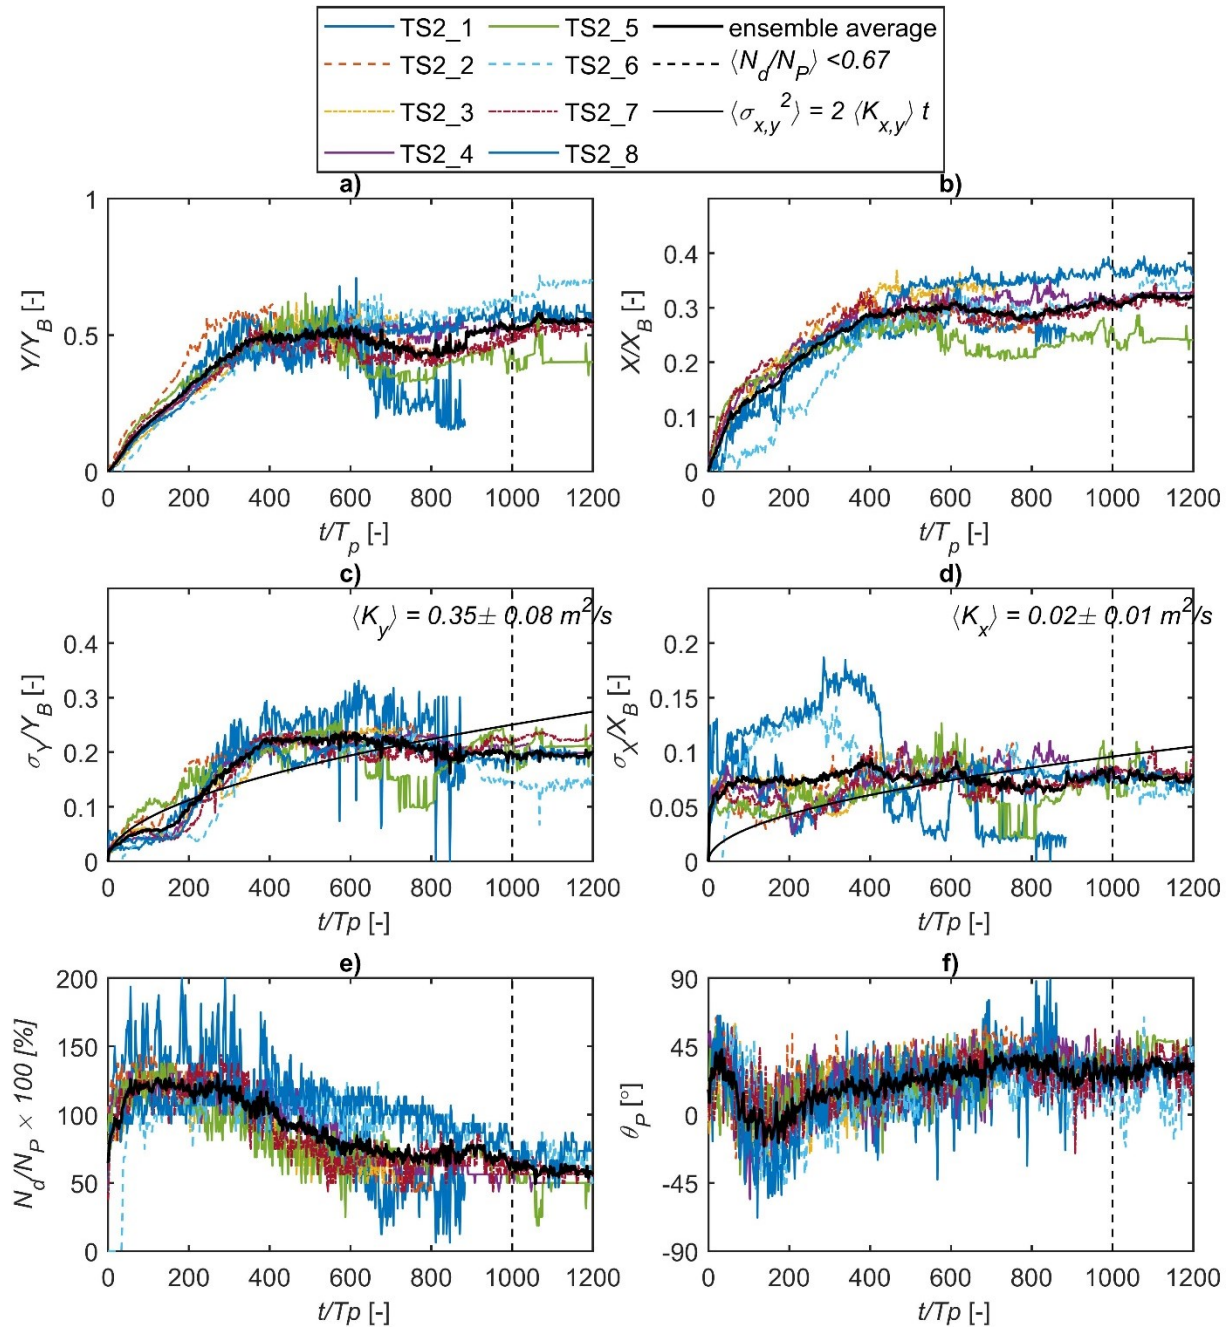 TS2_1 TS2_5 ensemble average
TS2_2 TS2_6 ⟨N_d/N_P⟩ <0.67
TS2_3 TS2_7 ⟨σ_{x,y}^2⟩ = 2 ⟨K_{x,y}⟩ t
TS2_4 TS2_8
a)
1
0.5
0
Y/Y_B [-]
0 200 400 600 800 1000 1200
t/T_p [-]
b)
0.4
0.3
0.2
0.1
0
X/X_B [-]
0 200 400 600 800 1000 1200
t/T_p [-]
c)
⟨K_y⟩ = 0.35± 0.08 m^2/s
0.4
0.3
0.2
0.1
0
σ_Y/Y_B [-]
0 200 400 600 800 1000 1200
t/Tp [-]
d)
⟨K_x⟩ = 0.02± 0.01 m^2/s
0.2
0.15
0.1
0.05
0
σ_X/X_B [-]
0 200 400 600 800 1000 1200
t/Tp [-]
e)
200
150
100
50
0
N_d/N_P × 100 [%]
0 200 400 600 800 1000 1200
t/Tp [-]
f)
90
45
0
-45
-90
θ_P [°]
0 200 400 600 800 1000 1200
t/Tp [-]